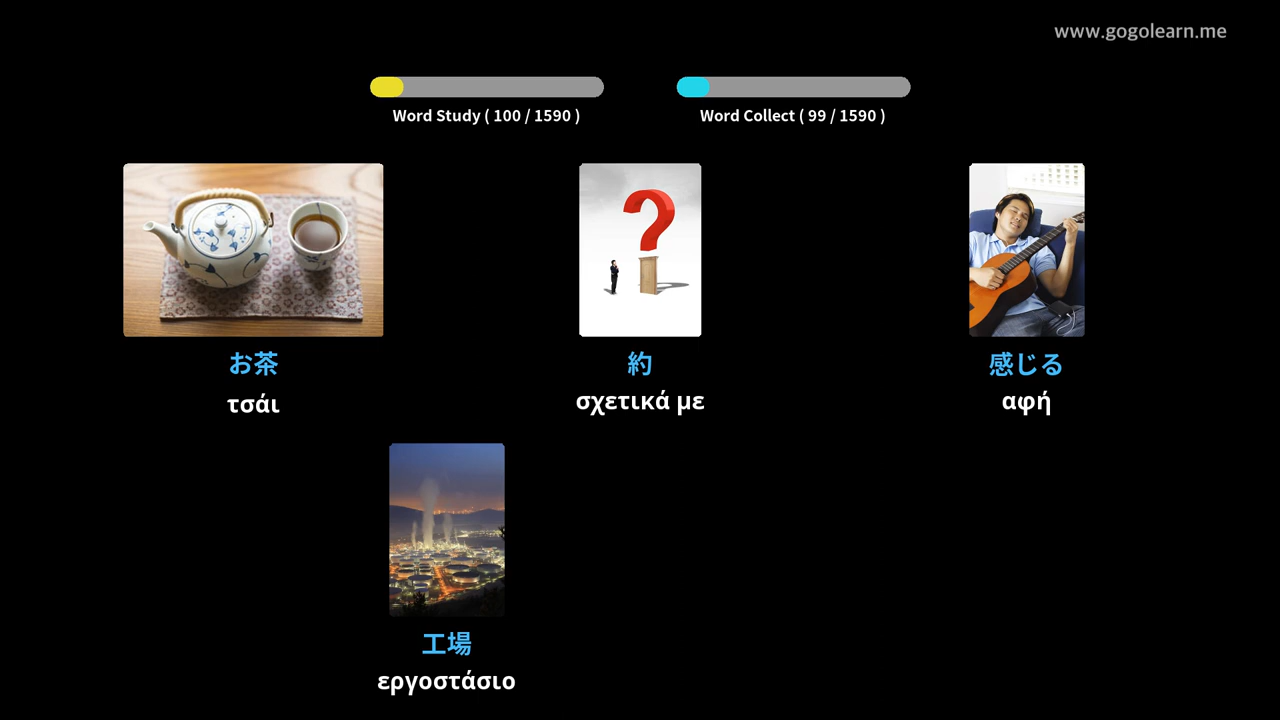 www.gogolearn.me
Word Study ( 100 / 1590 )
Word Collect ( 99 / 1590 )
お茶
τσάι
約
σχετικά με
感じる
αφή
工場
εργοστάσιο